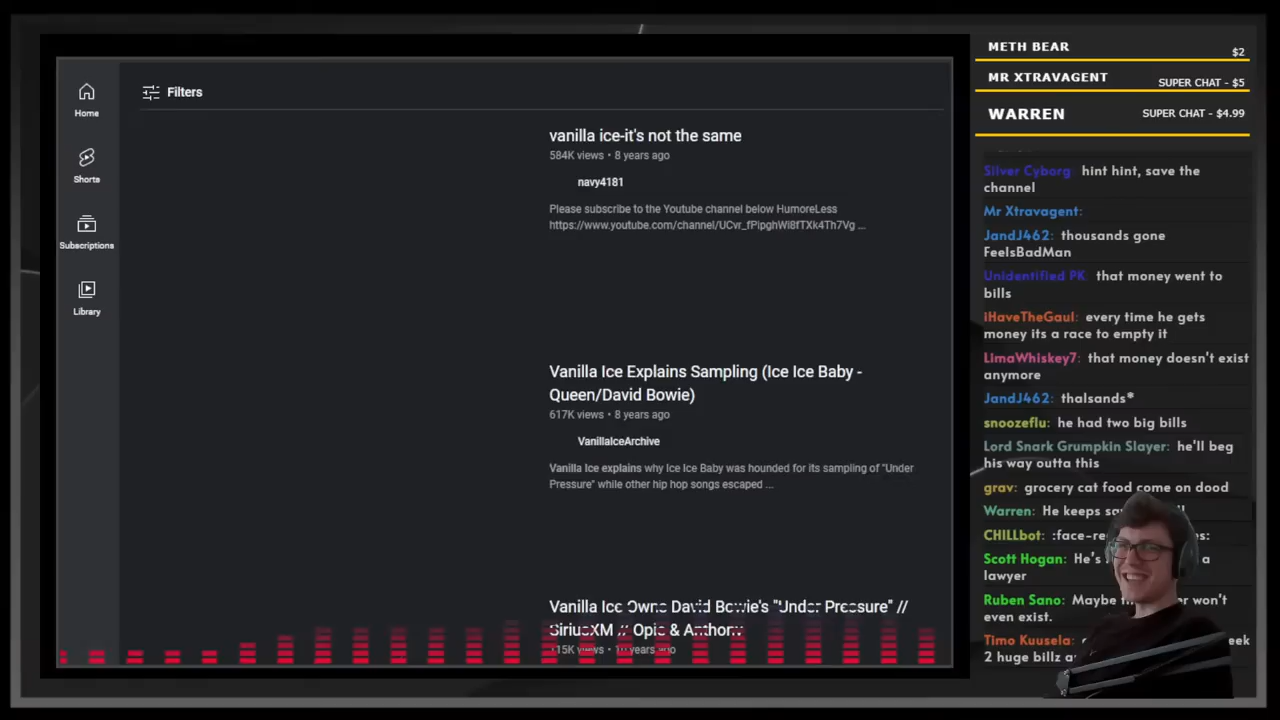 METH BEAR
$2
MR XTRAVAGENT
SUPER CHAT - $5
WARREN
SUPER CHAT - $4.99
Home
Shorts
Subscriptions
Library
Filters
vanilla ice-it's not the same
584K views • 8 years ago
navy4181
Please subscribe to the Youtube channel below HumoreLess
https://www.youtube.com/channel/UCvr_fPipghWi8fTXk4Th7Vg ...
Vanilla Ice Explains Sampling (Ice Ice Baby -
Queen/David Bowie)
617K views • 8 years ago
VanillaIceArchive
Vanilla Ice explains why Ice Ice Baby was hounded for its sampling of "Under
Pressure" while other hip hop songs escaped ...
Vanilla Ice Owns David Bowie's "Under Pressure" //
SiriusXM // Opie & Anthony
115K views • 10 years ago
Silver Cyborg: hint hint, save the
channel
Mr Xtravagent:
JandJ462: thousands gone
FeelsBadMan
Unidentified PK: that money went to
bills
iHaveTheGaul: every time he gets
money its a race to empty it
LimaWhiskey7: that money doesn't exist
anymore
JandJ462: thalsands*
snoozeflu: he had two big bills
Lord Snark Grumpkin Slayer: he'll beg
his way outta this
grav: grocery cat food come on dood
Warren: He keeps
CHILLbot:
Scott Hogan: He's a
lawyer
Ruben Sano: Maybe won't
even exist.
Timo Kuusela:
2 huge billz